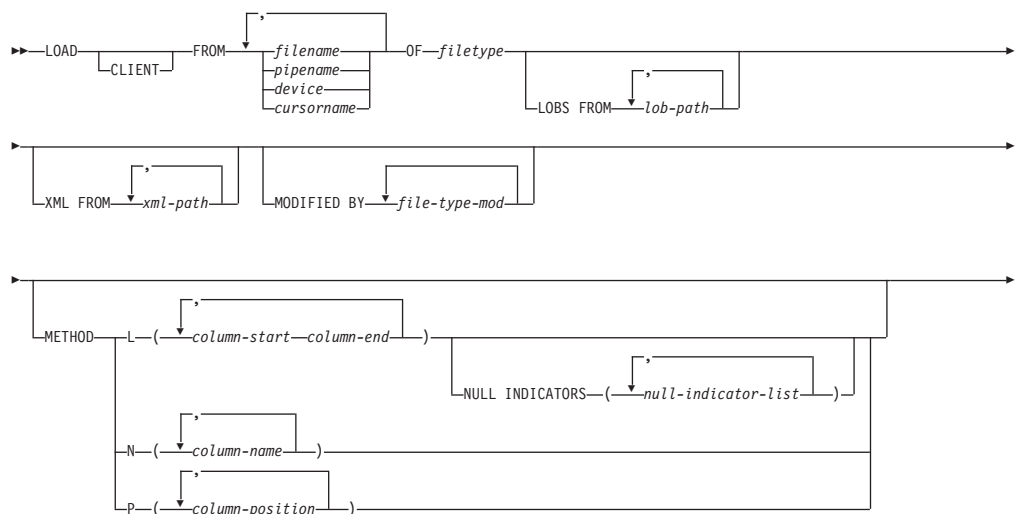 ,
LOAD CLIENT FROM filename OF filetype
pipename
device
cursorname
,
LOBS FROM lob-path
,
XML FROM xml-path
MODIFIED BY file-type-mod
METHOD
,
L ( column-start column-end )
,
NULL INDICATORS ( null-indicator-list )
,
N ( column-name )
,
P ( column-position )